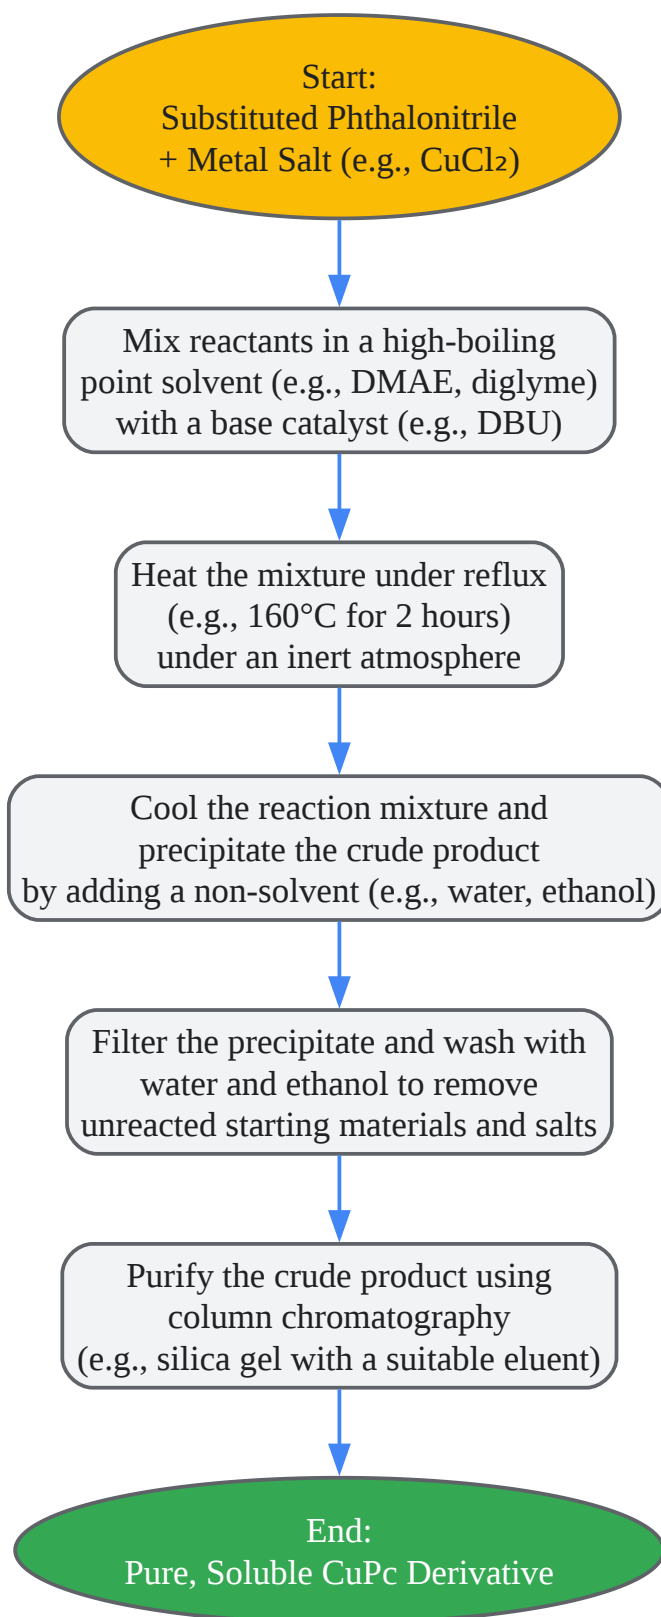 Start:
Substituted Phthalonitrile
+ Metal Salt (e.g., CuCl₂)
Mix reactants in a high-boiling
point solvent (e.g., DMAE, diglyme)
with a base catalyst (e.g., DBU)
Heat the mixture under reflux
(e.g., 160°C for 2 hours)
under an inert atmosphere
Cool the reaction mixture and
precipitate the crude product
by adding a non-solvent (e.g., water, ethanol)
Filter the precipitate and wash with
water and ethanol to remove
unreacted starting materials and salts
Purify the crude product using
column chromatography
(e.g., silica gel with a suitable eluent)
End:
Pure, Soluble CuPc Derivative